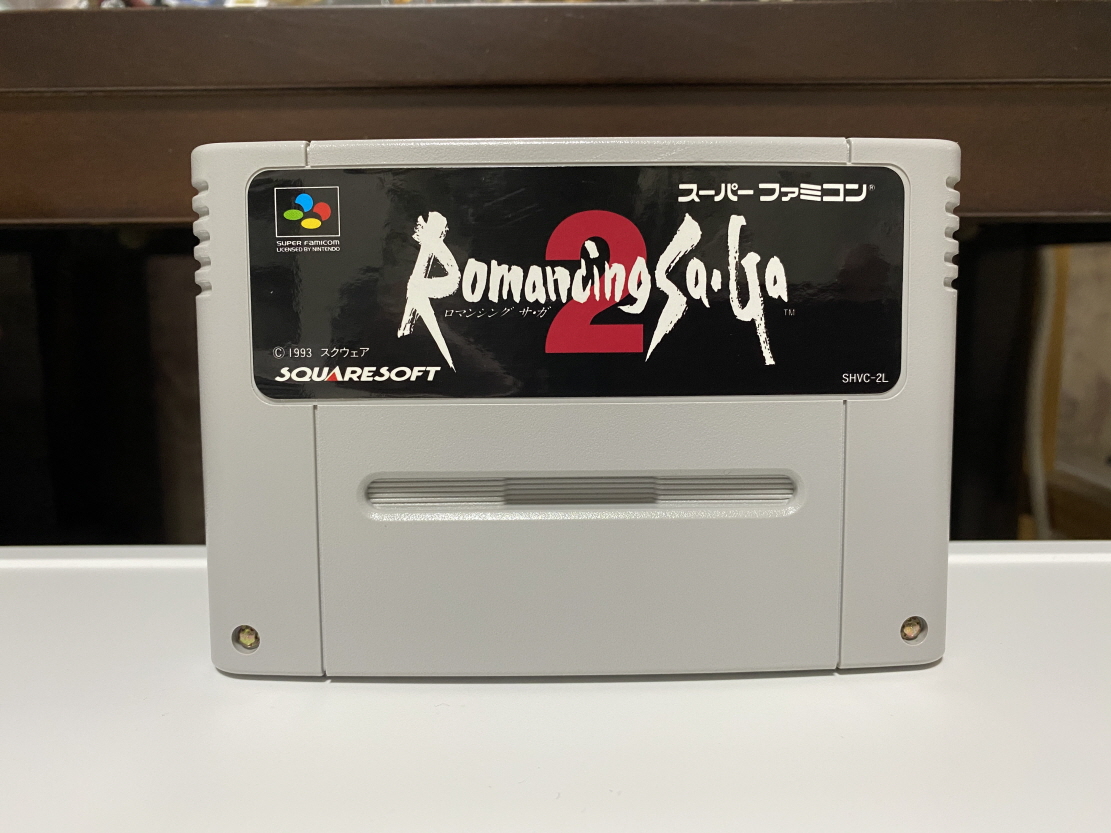 スーパーファミコン®
SUPER FAMICOM
LICENSED BY NINTENDO
2
Romancing Sa・Ga
ロマンシング サ・ガ
TM
© 1993 スクウェア
SQUARESOFT
SHVC-2L